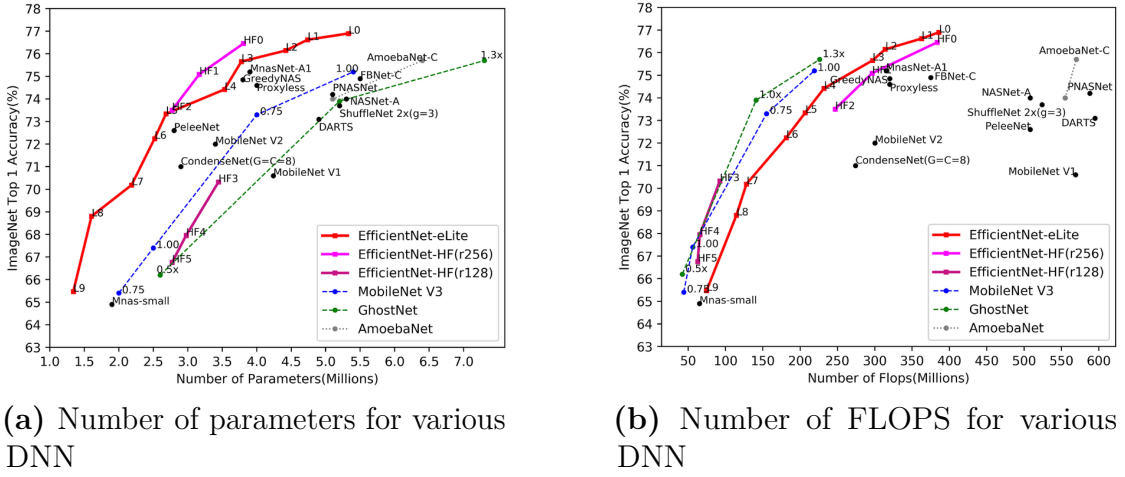 78
77
76
75
74
73
72
71
70
69
68
67
66
65
64
63
ImageNet Top 1 Accuracy(%)
1.0 1.5 2.0 2.5 3.0 3.5 4.0 4.5 5.0 5.5 6.0 6.5 7.0
Number of Parameters(Millions)
L0
L1
L2
HF0
L3
AmoebaNet-C
1.3x
MnasNet-A1
1.00
HF1
GreedyNAS
FBNet-C
Proxyless
L4
PNASNet
NASNet-A
HF2
L5
ShuffleNet 2x(g=3)
0.75
DARTS
PeleeNet
L6
MobileNet V2
CondenseNet(G=C=8)
MobileNet V1
HF3
L7
L8
HF4
1.00
HF5
0.5x
L9
0.75
Mnas-small
EfficientNet-eLite
EfficientNet-HF(r256)
EfficientNet-HF(r128)
MobileNet V3
GhostNet
AmoebaNet
78
77
76
75
74
73
72
71
70
69
68
67
66
65
64
63
ImageNet Top 1 Accuracy(%)
0 50 100 150 200 250 300 350 400 450 500 550 600
Number of Flops(Millions)
L0
L1
HF0
L2
AmoebaNet-C
1.3x
L3
1.00
MnasNet-A1
HF1
GreedyNAS
FBNet-C
Proxyless
L4
1.0x
NASNet-A
PNASNet
HF2
ShuffleNet 2x(g=3)
L5
0.75
DARTS
PeleeNet
L6
MobileNet V2
CondenseNet(G=C=8)
MobileNet V1
HF3
L7
L8
HF4
1.00
HF5
0.5x
0.75
L9
Mnas-small
EfficientNet-eLite
EfficientNet-HF(r256)
EfficientNet-HF(r128)
MobileNet V3
GhostNet
AmoebaNet
(a) Number of parameters for various
DNN
(b) Number of FLOPS for various
DNN